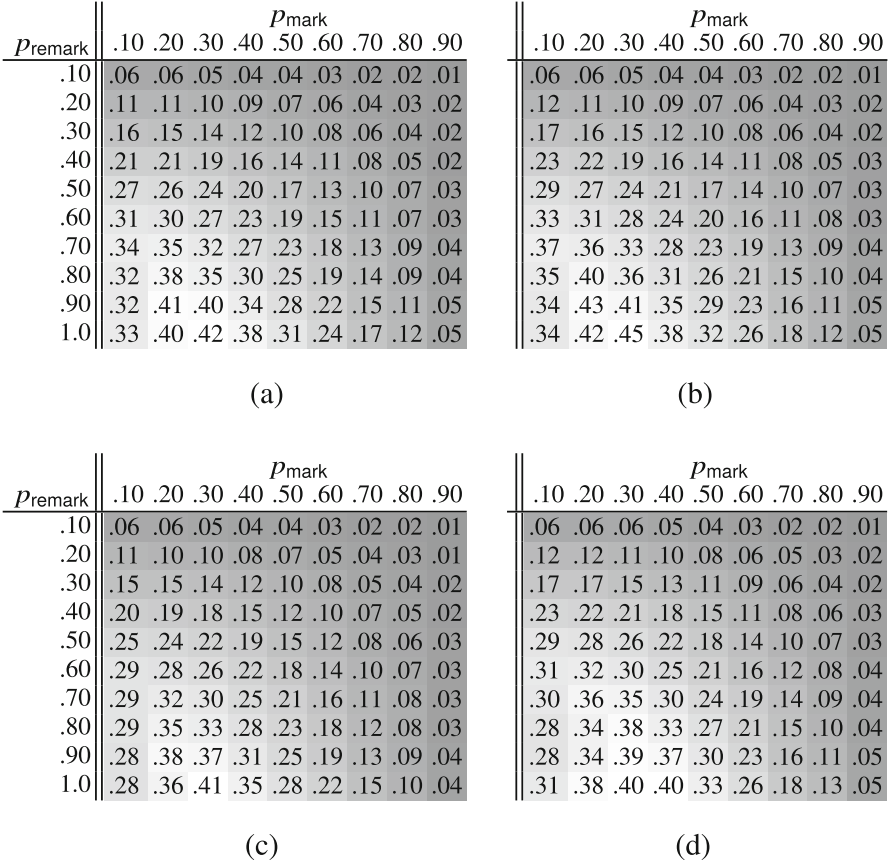 p_mark
p_remark .10 .20 .30 .40 .50 .60 .70 .80 .90
.10 .06 .06 .05 .04 .04 .03 .02 .02 .01
.20 .11 .11 .10 .09 .07 .06 .04 .03 .02
.30 .16 .15 .14 .12 .10 .08 .06 .04 .02
.40 .21 .21 .19 .16 .14 .11 .08 .05 .02
.50 .27 .26 .24 .20 .17 .13 .10 .07 .03
.60 .31 .30 .27 .23 .19 .15 .11 .07 .03
.70 .34 .35 .32 .27 .23 .18 .13 .09 .04
.80 .32 .38 .35 .30 .25 .19 .14 .09 .04
.90 .32 .41 .40 .34 .28 .22 .15 .11 .05
1.0 .33 .40 .42 .38 .31 .24 .17 .12 .05
(a)
p_mark
.10 .20 .30 .40 .50 .60 .70 .80 .90
.06 .06 .05 .04 .04 .03 .02 .02 .01
.12 .11 .10 .09 .07 .06 .04 .03 .02
.17 .16 .15 .12 .10 .08 .06 .04 .02
.23 .22 .19 .16 .14 .11 .08 .05 .03
.29 .27 .24 .21 .17 .14 .10 .07 .03
.33 .31 .28 .24 .20 .16 .11 .08 .03
.37 .36 .33 .28 .23 .19 .13 .09 .04
.35 .40 .36 .31 .26 .21 .15 .10 .04
.34 .43 .41 .35 .29 .23 .16 .11 .05
.34 .42 .45 .38 .32 .26 .18 .12 .05
(b)
p_mark
p_remark .10 .20 .30 .40 .50 .60 .70 .80 .90
.10 .06 .06 .05 .04 .04 .03 .02 .02 .01
.20 .11 .10 .10 .08 .07 .05 .04 .03 .01
.30 .15 .15 .14 .12 .10 .08 .05 .04 .02
.40 .20 .19 .18 .15 .12 .10 .07 .05 .02
.50 .25 .24 .22 .19 .15 .12 .08 .06 .03
.60 .29 .28 .26 .22 .18 .14 .10 .07 .03
.70 .29 .32 .30 .25 .21 .16 .11 .08 .03
.80 .29 .35 .33 .28 .23 .18 .12 .08 .03
.90 .28 .38 .37 .31 .25 .19 .13 .09 .04
1.0 .28 .36 .41 .35 .28 .22 .15 .10 .04
(c)
p_mark
.10 .20 .30 .40 .50 .60 .70 .80 .90
.06 .06 .06 .05 .04 .03 .02 .02 .01
.12 .12 .11 .10 .08 .06 .05 .03 .02
.17 .17 .15 .13 .11 .09 .06 .04 .02
.23 .22 .21 .18 .15 .11 .08 .06 .03
.29 .28 .26 .22 .18 .14 .10 .07 .03
.31 .32 .30 .25 .21 .16 .12 .08 .04
.30 .36 .35 .30 .24 .19 .14 .09 .04
.28 .34 .38 .33 .27 .21 .15 .10 .04
.28 .34 .39 .37 .30 .23 .16 .11 .05
.31 .38 .40 .40 .33 .26 .18 .13 .05
(d)